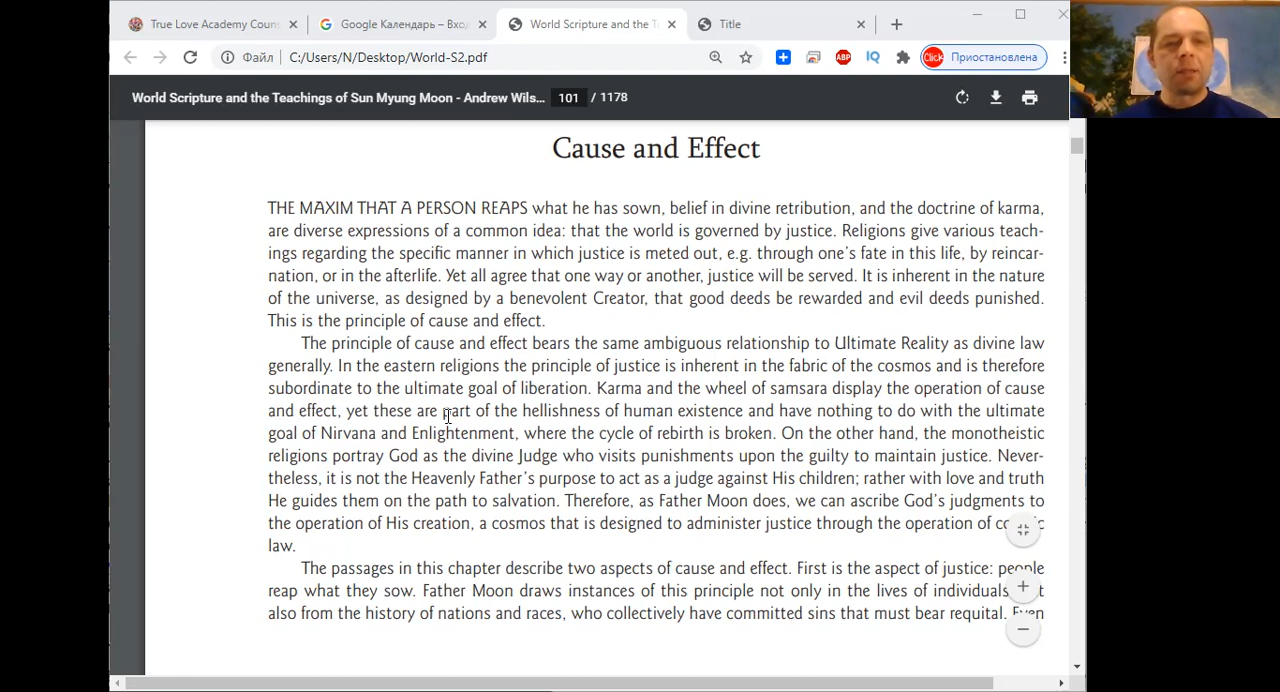 True Love Academy Coun
Google Календарь – Вхо
World Scripture and the T
Title
Файл
C:/Users/N/Desktop/World-S2.pdf
ABP
IQ
Click
Приостановлена
World Scripture and the Teachings of Sun Myung Moon - Andrew Wils...
101 / 1178
Cause and Effect
THE MAXIM THAT A PERSON REAPS what he has sown, belief in divine retribution, and the doctrine of karma,
are diverse expressions of a common idea: that the world is governed by justice. Religions give various teach-
ings regarding the specific manner in which justice is meted out, e.g. through one's fate in this life, by reincar-
nation, or in the afterlife. Yet all agree that one way or another, justice will be served. It is inherent in the nature
of the universe, as designed by a benevolent Creator, that good deeds be rewarded and evil deeds punished.
This is the principle of cause and effect.
The principle of cause and effect bears the same ambiguous relationship to Ultimate Reality as divine law
generally. In the eastern religions the principle of justice is inherent in the fabric of the cosmos and is therefore
subordinate to the ultimate goal of liberation. Karma and the wheel of samsara display the operation of cause
and effect, yet these are part of the hellishness of human existence and have nothing to do with the ultimate
goal of Nirvana and Enlightenment, where the cycle of rebirth is broken. On the other hand, the monotheistic
religions portray God as the divine Judge who visits punishments upon the guilty to maintain justice. Never-
theless, it is not the Heavenly Father's purpose to act as a judge against His children; rather with love and truth
He guides them on the path to salvation. Therefore, as Father Moon does, we can ascribe God's judgments to
the operation of His creation, a cosmos that is designed to administer justice through the operation of
law.
The passages in this chapter describe two aspects of cause and effect. First is the aspect of justice: people
reap what they sow. Father Moon draws instances of this principle not only in the lives of individuals
also from the history of nations and races, who collectively have committed sins that must bear requital. Even